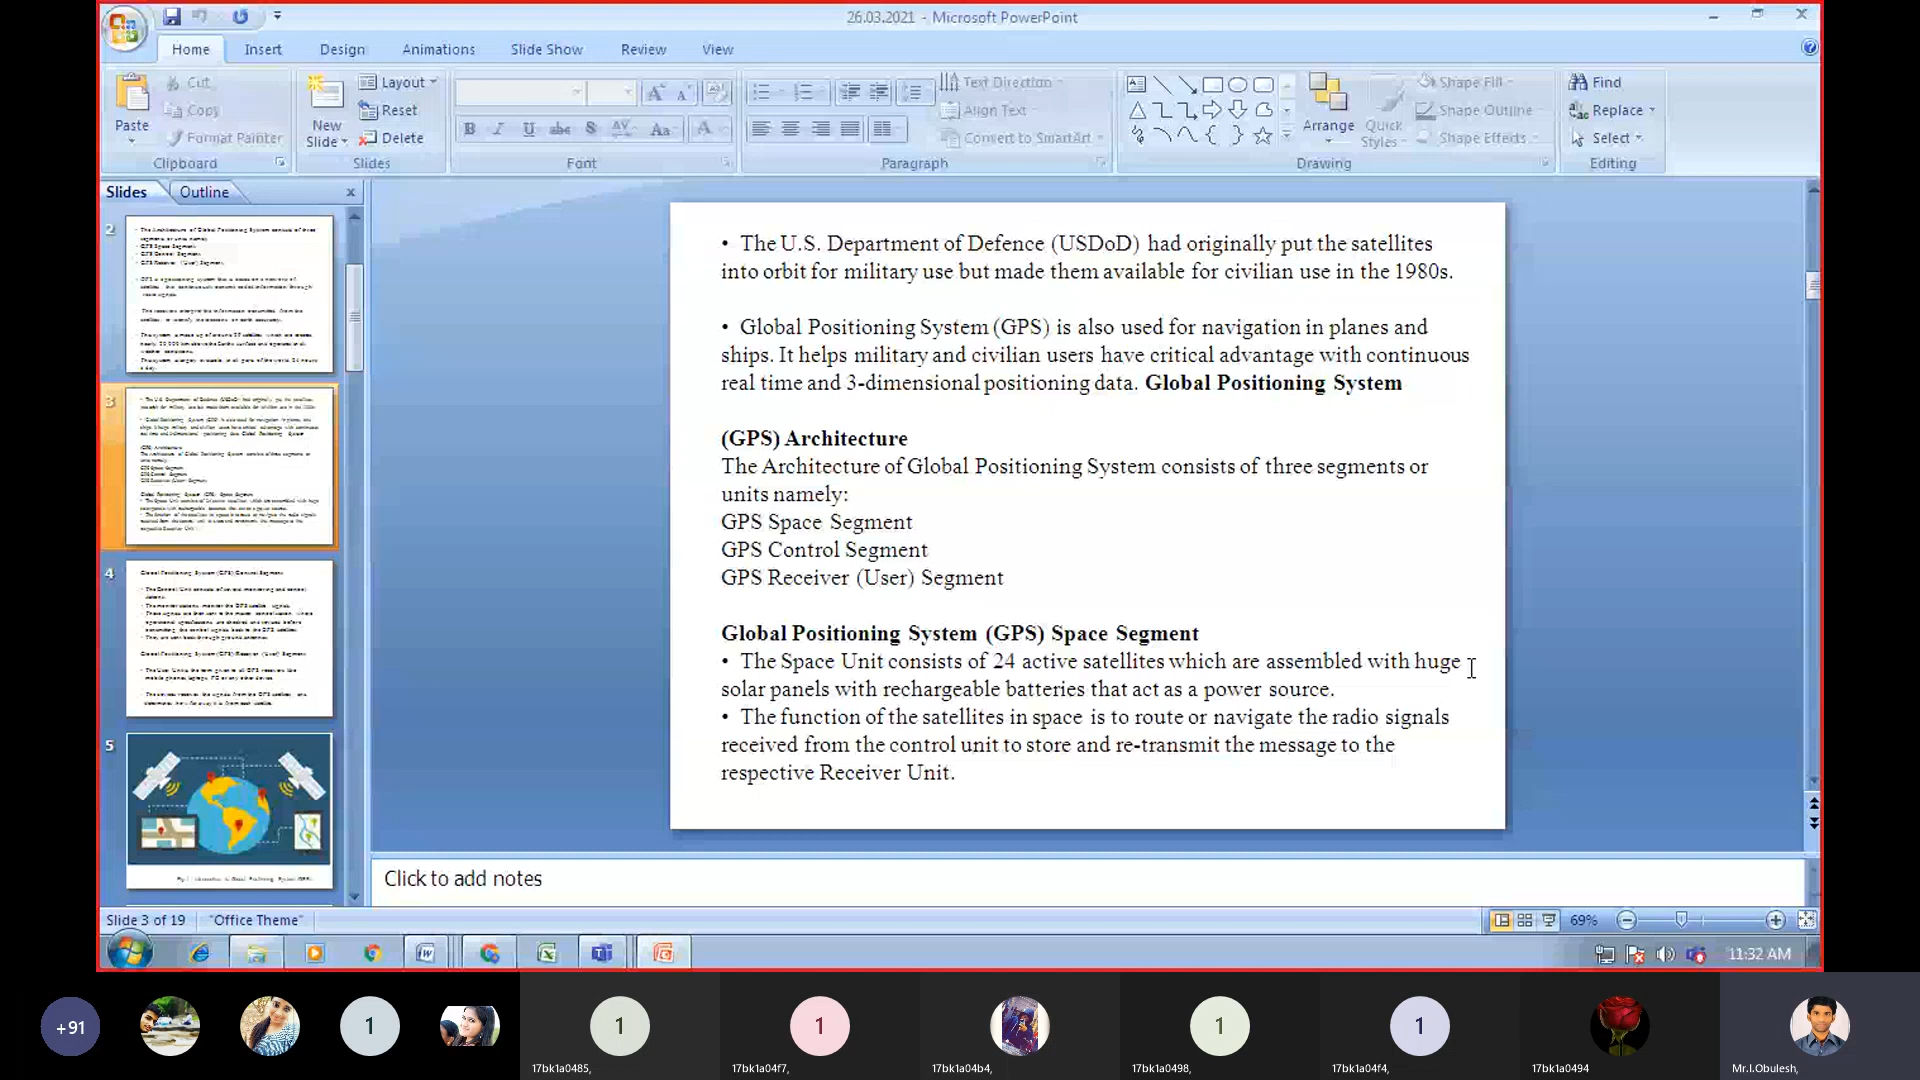 26.03.2021 - Microsoft PowerPoint
Home
Insert
Design
Animations
Slide Show
Review
View
Paste
Cut
Copy
Format Painter
Clipboard
New
Slide
Layout
Reset
Delete
Slides
Font
Text Direction
Align Text
Convert to SmartArt
Paragraph
Arrange
Quick
Styles
Shape Fill
Shape Outline
Shape Effects
Drawing
Find
Replace
Select
Editing
Slides
Outline
2
3
4
5
• The U.S. Department of Defence (USDoD) had originally put the satellites
into orbit for military use but made them available for civilian use in the 1980s.
• Global Positioning System (GPS) is also used for navigation in planes and
ships. It helps military and civilian users have critical advantage with continuous
real time and 3-dimensional positioning data. Global Positioning System
(GPS) Architecture
The Architecture of Global Positioning System consists of three segments or
units namely:
GPS Space Segment
GPS Control Segment
GPS Receiver (User) Segment
Global Positioning System (GPS) Space Segment
• The Space Unit consists of 24 active satellites which are assembled with huge
solar panels with rechargeable batteries that act as a power source.
• The function of the satellites in space is to route or navigate the radio signals
received from the control unit to store and re-transmit the message to the
respective Receiver Unit.
Click to add notes
Slide 3 of 19
"Office Theme"
69%
11:32 AM
+91
1
1
1
1
1
17bk1a0485,
17bk1a04f7,
17bk1a04b4,
17bk1a0498,
17bk1a04f4,
17bk1a0494
Mr.I.Obulesh,